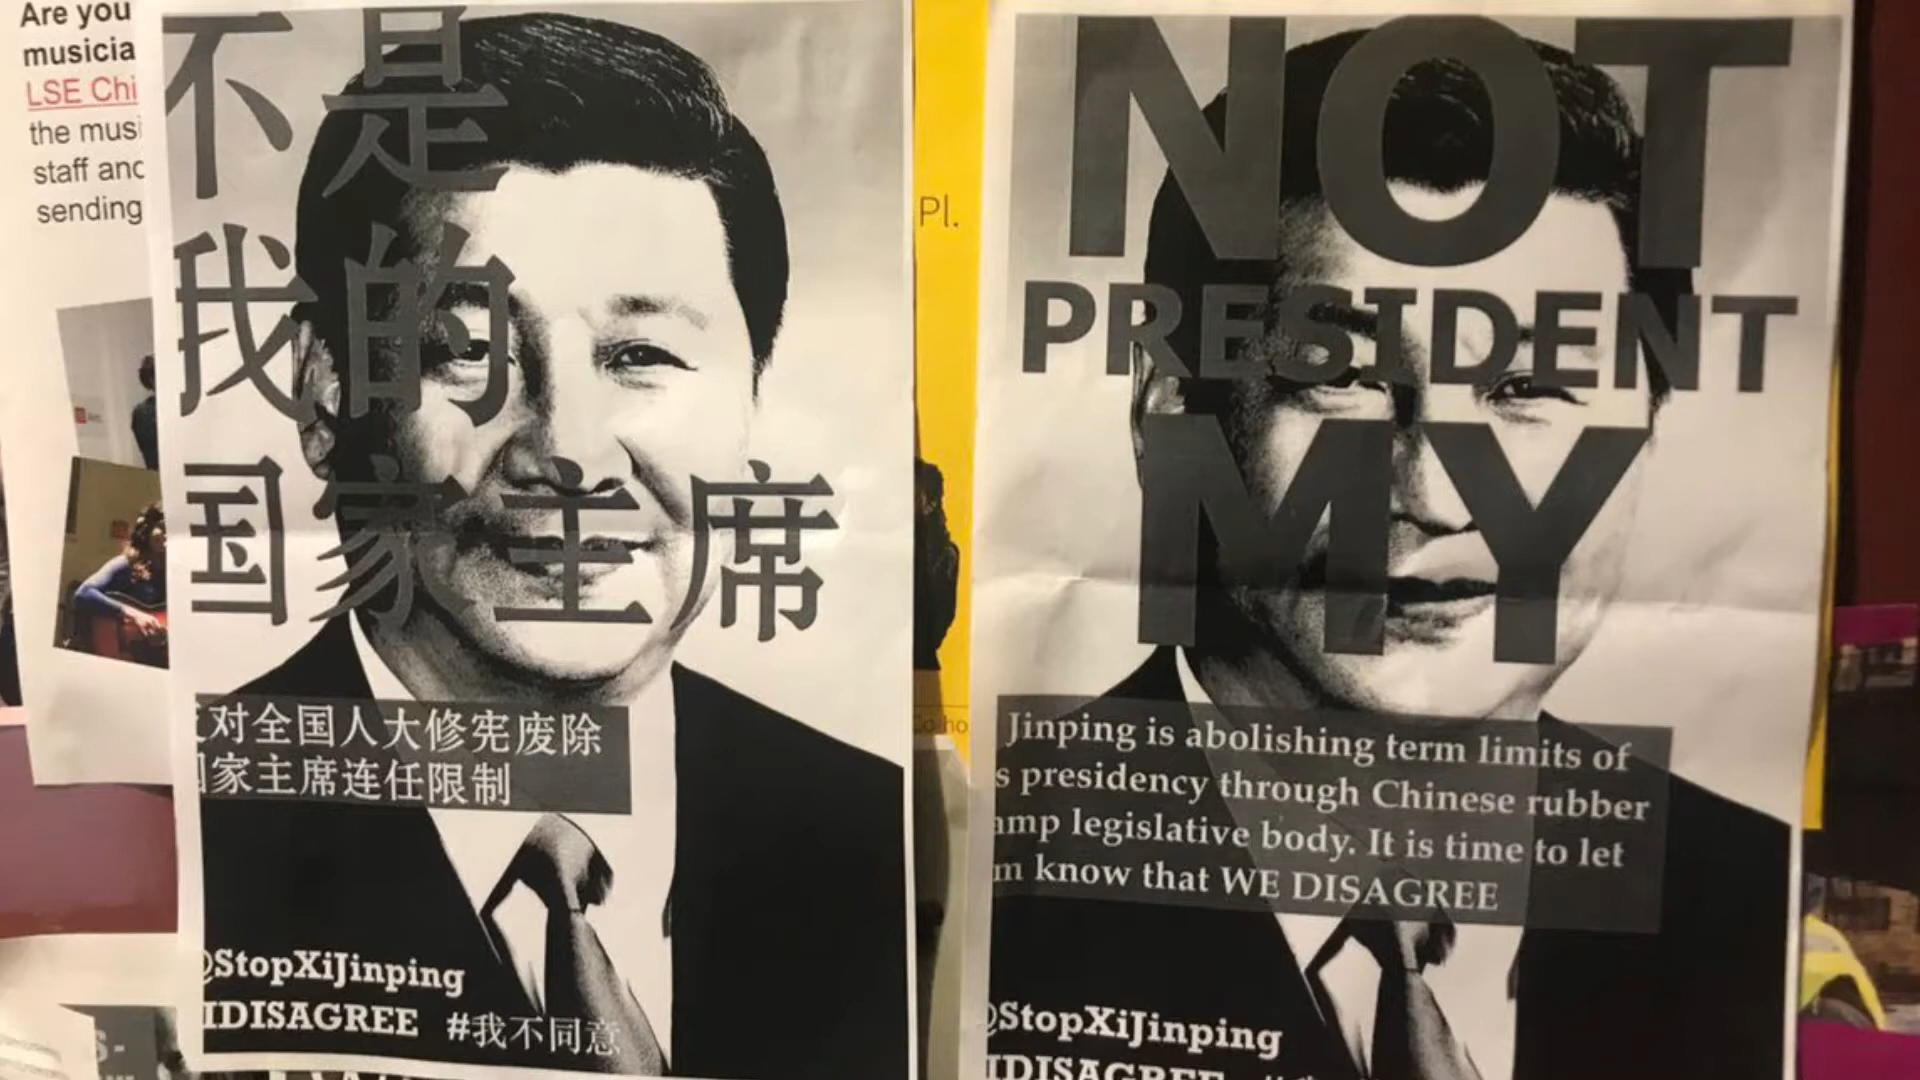 Are you
musicia
LSE Chi
the musi
staff and
sending
不是
我的
国家主席
对全国人大修宪废除
家主席连任限制
@StopXiJinping
IDISAGREE #我不同意
Pl.
NOT
PRESIDENT
MY
Jinping is abolishing term limits of
s presidency through Chinese rubber
amp legislative body. It is time to let
m know that WE DISAGREE
@StopXiJinping
IDISAGREE